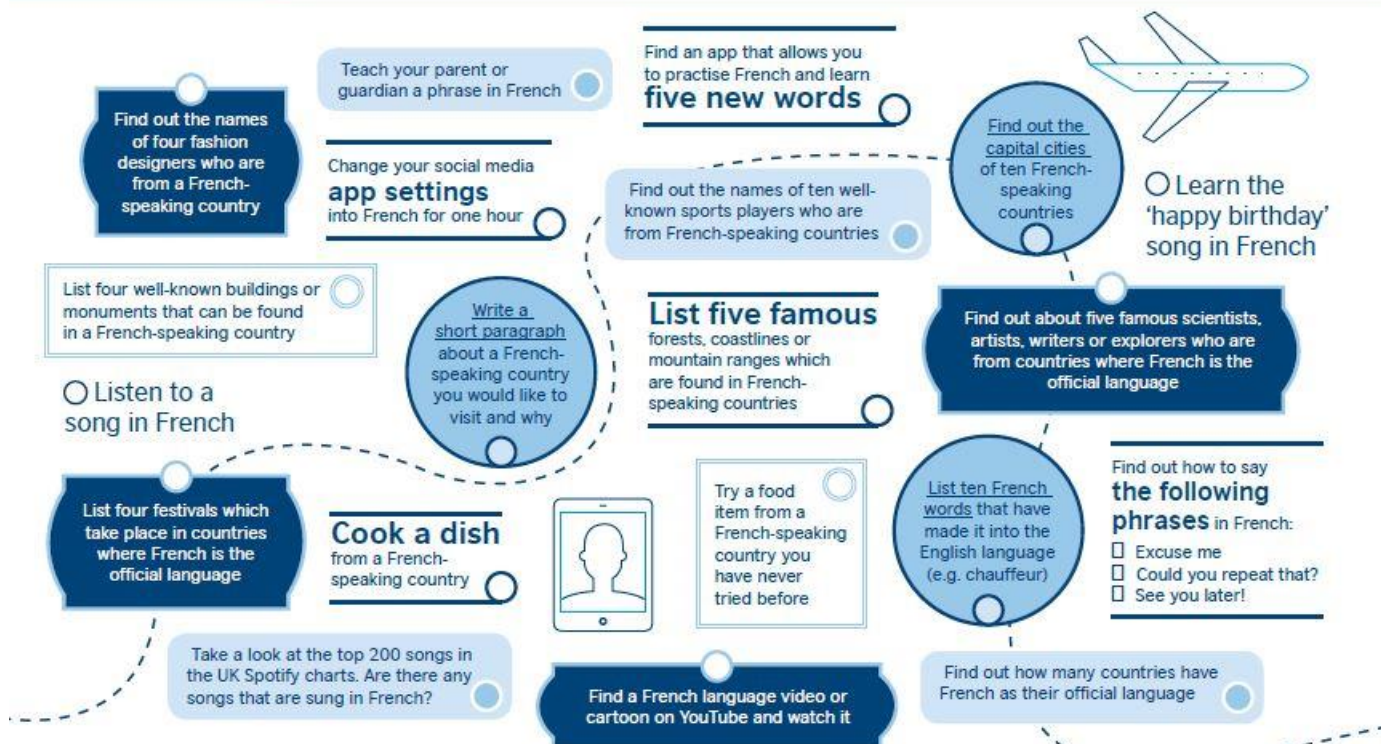 Find out the names
of four fashion
designers who are
from a French-
speaking country
Teach your parent or
guardian a phrase in French
Find an app that allows you
to practise French and learn
five new words
Change your social media
app settings
into French for one hour
Find out the names of ten well-
known sports players who are
from French-speaking countries
Find out the
capital cities
of ten French-
speaking
countries
Learn the
‘happy birthday’
song in French
List four well-known buildings or
monuments that can be found
in a French-speaking country
Write a
short paragraph
about a French-
speaking country
you would like to
visit and why
List five famous
forests, coastlines or
mountain ranges which
are found in French-
speaking countries
Find out about five famous scientists,
artists, writers or explorers who are
from countries where French is the
official language
Listen to a
song in French
List four festivals which
take place in countries
where French is the
official language
Cook a dish
from a French-
speaking country
Try a food
item from a
French-speaking
country you
have never
tried before
List ten French
words that have
made it into the
English language
(e.g. chauffeur)
Find out how to say
the following
phrases in French:
Excuse me
Could you repeat that?
See you later!
Take a look at the top 200 songs in
the UK Spotify charts. Are there any
songs that are sung in French?
Find a French language video or
cartoon on YouTube and watch it
Find out how many countries have
French as their official language